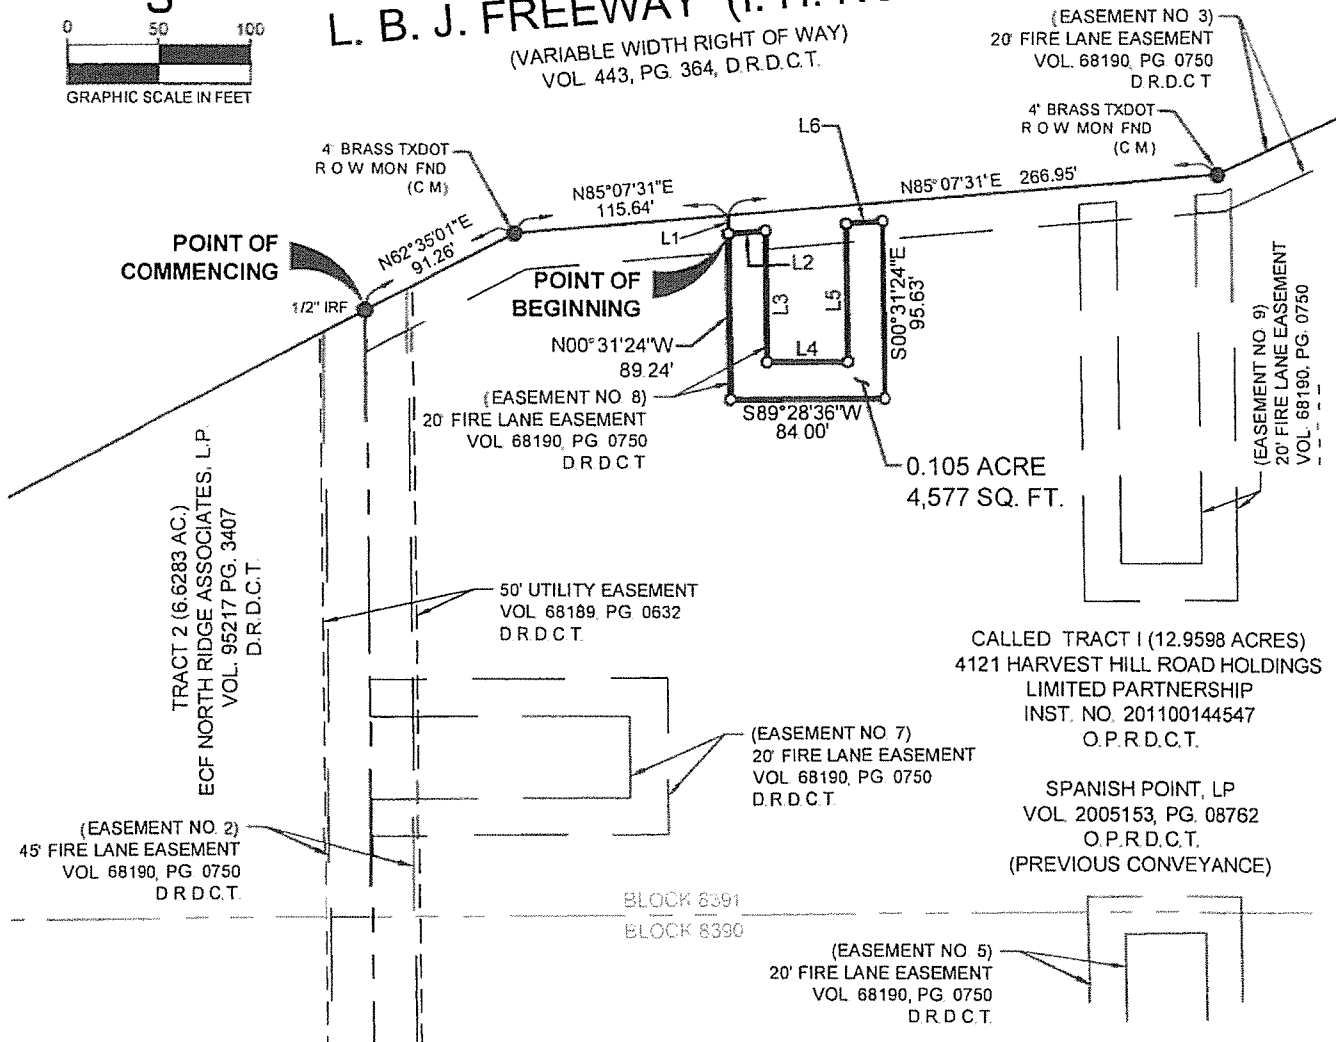 S
0 50 100
GRAPHIC SCALE IN FEET
L. B. J. FREEWAY (I. H.
(VARIABLE WIDTH RIGHT OF WAY)
VOL. 443, PG. 364, D.R.D.C.T.
(EASEMENT NO. 3)
20' FIRE LANE EASEMENT
VOL. 68190, PG 0750
D.R.D.C T
4" BRASS TXDOT
R O W MON FND
(C M)
L6
4' BRASS TXDOT
R O W MON FND
(C M)
N85°07'31"E
115.64'
N85°07'31'E 266.95'
N62°35'01"E
91.26'
POINT OF
COMMENCING
1/2" IRF
L1
L2
POINT OF
BEGINNING
L3
L5
L4
S00°31'24"E
95.63'
N00°31'24"W
89.24'
(EASEMENT NO. 8)
20' FIRE LANE EASEMENT
VOL 68190, PG 0750
D.R.D.C.T
S89°28'36"W
84.00'
0.105 ACRE
4,577 SQ. FT.
(EASEMENT NO. 9)
20' FIRE LANE EASEMENT
VOL. 68190, PG. 0750
TRACT 2 (6.6283 AC.)
ECF NORTH RIDGE ASSOCIATES, L.P.
VOL. 95217 PG. 3407
D.R.D.C.T.
50' UTILITY EASEMENT
VOL 68189, PG 0632
D.R.D.C.T.
CALLED TRACT I (12.9598 ACRES)
4121 HARVEST HILL ROAD HOLDINGS
LIMITED PARTNERSHIP
INST. NO. 201100144547
O.P.R.D.C.T.
(EASEMENT NO. 7)
20' FIRE LANE EASEMENT
VOL 68190, PG 0750
D.R.D.C.T.
SPANISH POINT, LP
VOL. 2005153, PG. 08762
O.P.R.D.C.T.
(PREVIOUS CONVEYANCE)
(EASEMENT NO. 2)
45' FIRE LANE EASEMENT
VOL 68190, PG 0750
D.R.D.C.T.
BLOCK 8391
BLOCK 8390
(EASEMENT NO. 5)
20' FIRE LANE EASEMENT
VOL 68190, PG 0750
D.R.D.C.T.